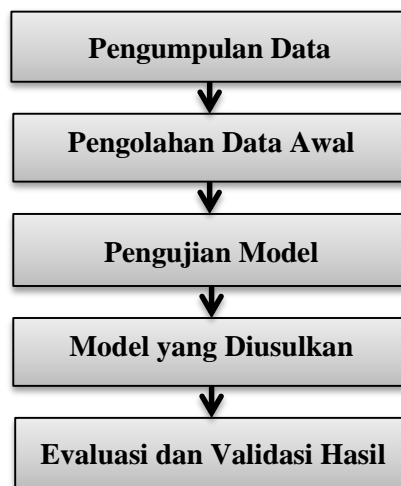 Pengumpulan Data
Pengolahan Data Awal
Pengujian Model
Model yang Diusulkan
Evaluasi dan Validasi Hasil